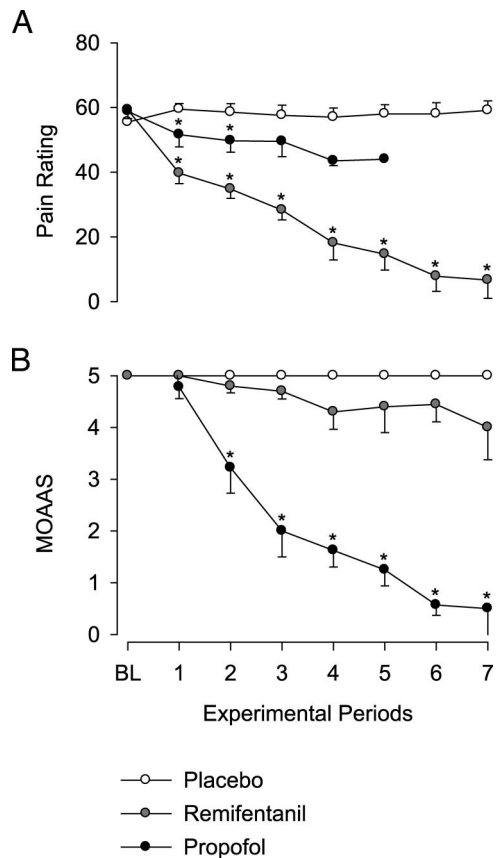 A
80
60
40
20
0
Pain Rating
* *
* * * * * * *
B
5
4
3
2
1
0
MOAAS
* * * * * *
BL 1 2 3 4 5 6 7
Experimental Periods
Placebo
Remifentanil
Propofol